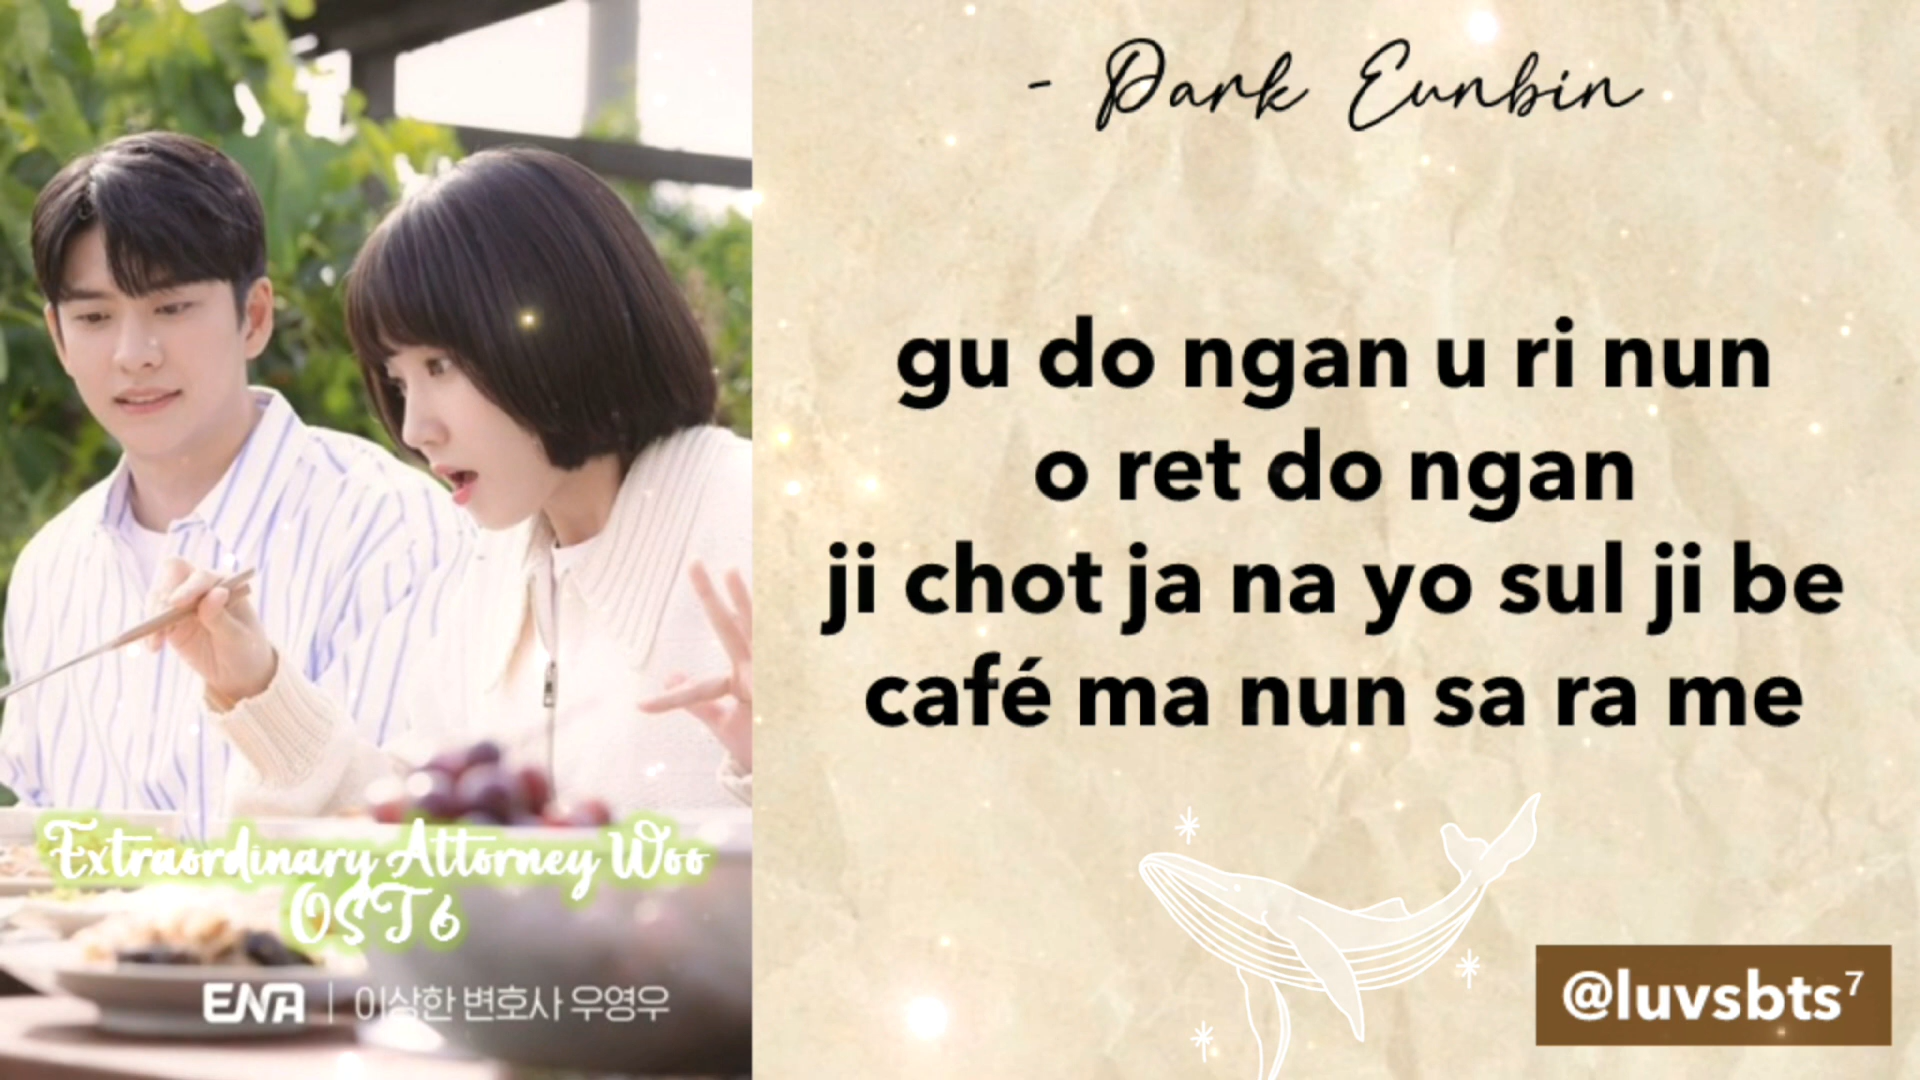 Extraordinary Attorney Woo
OST 6
ENA | 이상한 변호사 우영우
- Park Eunbin
gu do ngan u ri nun
o ret do ngan
ji chot ja na yo sul ji be
café ma nun sa ra me
@luvsbts⁷